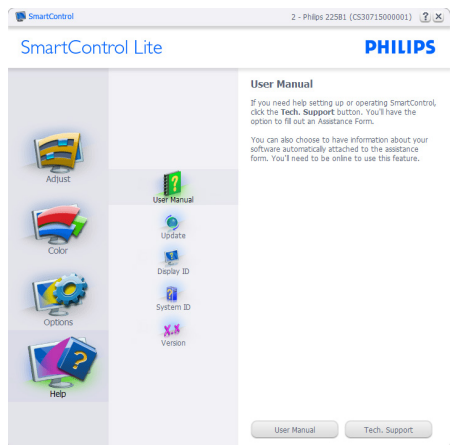 SmartControl
2 - Philips 225B1 (CS30715000001)
SmartControl Lite
PHILIPS
Adjust
Color
Options
Help
User Manual
Update
Display ID
System ID
X.X
Version
User Manual
If you need help setting up or operating SmartControl,
click the Tech. Support button. You'll have the
option to fill out an Assistance Form.
You can also choose to have information about your
software automatically attached to the assistance
form. You'll need to be online to use this feature.
User Manual
Tech. Support